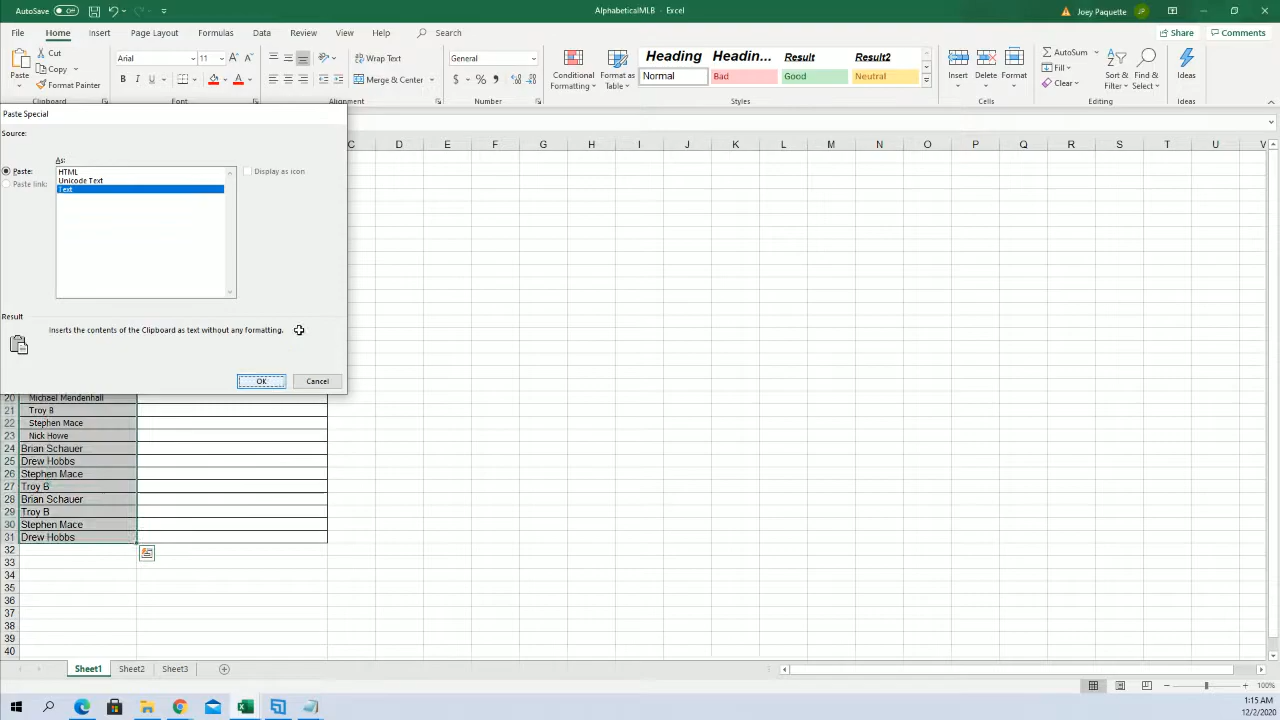 AutoSave Off AlphabeticalMLB - Excel Joey Paquette JP
File Home Insert Page Layout Formulas Data Review View Help Search Share Comments
Paste Cut Copy Format Painter
Arial 11 A A B I U A
Wrap Text Merge & Center
General $ % ,
Conditional Formatting Format as Table
Heading Headin... Result Result2
Normal Bad Good Neutral
Insert Delete Format
AutoSum Fill Clear Sort & Filter Find & Select Ideas
Clipboard Font Alignment Number Styles Cells Editing Ideas
Paste Special
Source:
As:
Paste:
Paste link:
HTML
Unicode Text
Text
Display as icon
Result
Inserts the contents of the Clipboard as text without any formatting.
OK Cancel
C D E F G H I J K L M N O P Q R S T U V
20 Michael Mendenhall
21 Troy B
22 Stephen Mace
23 Nick Howe
24 Brian Schauer
25 Drew Hobbs
26 Stephen Mace
27 Troy B
28 Brian Schauer
29 Troy B
30 Stephen Mace
31 Drew Hobbs
32
33
34
35
36
37
38
39
40
Sheet1 Sheet2 Sheet3
100%
1:15 AM
12/2/2020